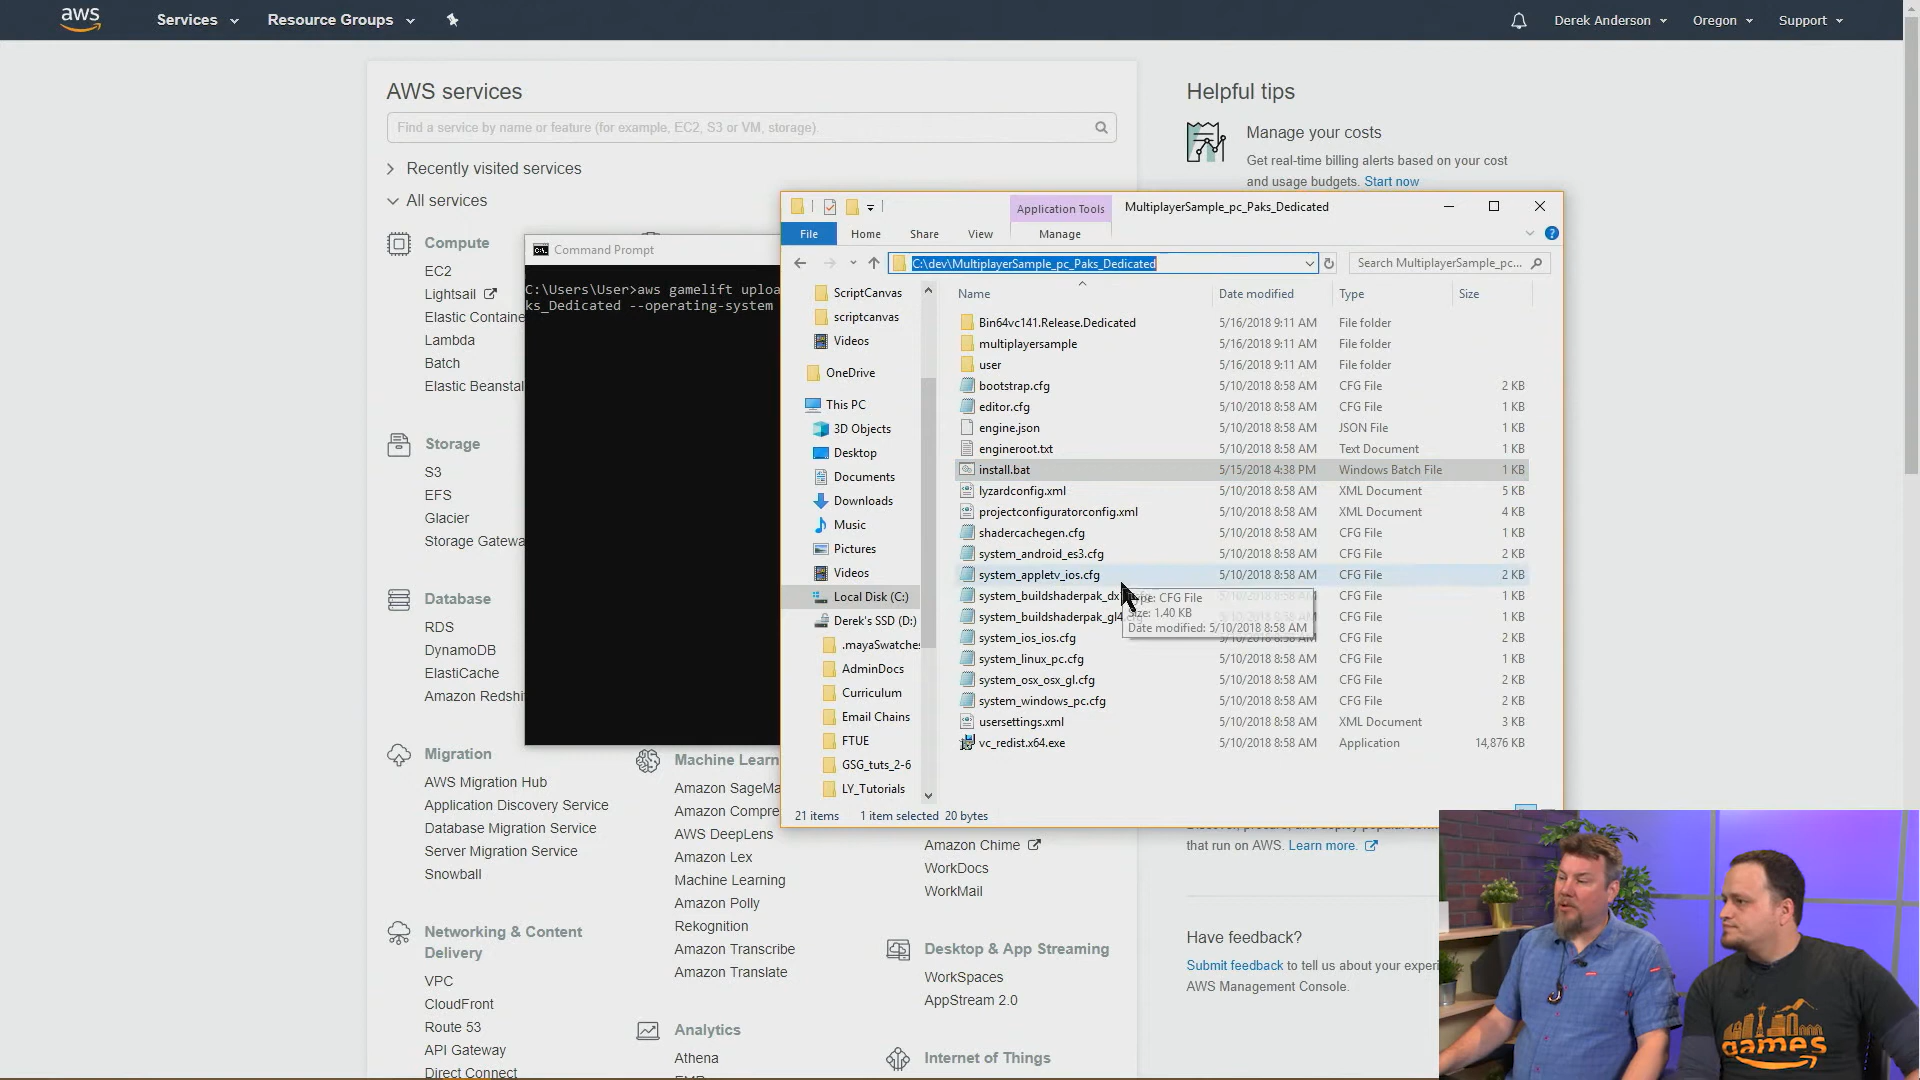 aws
Services
Resource Groups
Derek Anderson
Oregon
Support
AWS services
Find a service by name or feature (for example, EC2, S3 or VM, storage).
Recently visited services
All services
Compute
EC2
Lightsail
Elastic Containe
Lambda
Batch
Elastic Beanstal
Storage
S3
EFS
Glacier
Storage Gatewa
Database
RDS
DynamoDB
ElastiCache
Amazon Redshi
Migration
AWS Migration Hub
Application Discovery Service
Database Migration Service
Server Migration Service
Snowball
Networking & Content
Delivery
VPC
CloudFront
Route 53
API Gateway
Direct Connect
Machine Learn
Amazon SageMa
Amazon Compre
AWS DeepLens
Amazon Lex
Machine Learning
Amazon Polly
Rekognition
Amazon Transcribe
Amazon Translate
Analytics
Athena
Amazon Chime
WorkDocs
WorkMail
Desktop & App Streaming
WorkSpaces
AppStream 2.0
Internet of Things
Helpful tips
Manage your costs
Get real-time billing alerts based on your cost
and usage budgets. Start now
that run on AWS. Learn more.
Have feedback?
Submit feedback to tell us about your experi
AWS Management Console.
Command Prompt
C:\Users\User>aws gamelift uploa
ks_Dedicated --operating-system
Application Tools
MultiplayerSample_pc_Paks_Dedicated
File
Home
Share
View
Manage
C:\dev\MultiplayerSample_pc_Paks_Dedicated
Search MultiplayerSample_pc...
ScriptCanvas
scriptcanvas
Videos
OneDrive
This PC
3D Objects
Desktop
Documents
Downloads
Music
Pictures
Videos
Local Disk (C:)
Derek's SSD (D:)
.mayaSwatches
AdminDocs
Curriculum
Email Chains
FTUE
GSG_tuts_2-6
LY_Tutorials
Name Date modified Type Size
Bin64vc141.Release.Dedicated 5/16/2018 9:11 AM File folder
multiplayersample 5/16/2018 9:11 AM File folder
user 5/16/2018 9:11 AM File folder
bootstrap.cfg 5/10/2018 8:58 AM CFG File 2 KB
editor.cfg 5/10/2018 8:58 AM CFG File 1 KB
engine.json 5/10/2018 8:58 AM JSON File 1 KB
engineroot.txt 5/10/2018 8:58 AM Text Document 1 KB
install.bat 5/15/2018 4:38 PM Windows Batch File 1 KB
lyzardconfig.xml 5/10/2018 8:58 AM XML Document 5 KB
projectconfiguratorconfig.xml 5/10/2018 8:58 AM XML Document 4 KB
shadercachegen.cfg 5/10/2018 8:58 AM CFG File 1 KB
system_android_es3.cfg 5/10/2018 8:58 AM CFG File 2 KB
system_appletv_ios.cfg 5/10/2018 8:58 AM CFG File 2 KB
system_buildshaderpak_dx CFG File 1 KB
system_buildshaderpak_gl4 CFG File 1 KB
system_ios_ios.cfg 5/10/2018 8:58 AM CFG File 2 KB
system_linux_pc.cfg 5/10/2018 8:58 AM CFG File 1 KB
system_osx_osx_gl.cfg 5/10/2018 8:58 AM CFG File 2 KB
system_windows_pc.cfg 5/10/2018 8:58 AM CFG File 2 KB
usersettings.xml 5/10/2018 8:58 AM XML Document 3 KB
vc_redist.x64.exe 5/10/2018 8:58 AM Application 14,876 KB
Type: CFG File
Size: 1.40 KB
Date modified: 5/10/2018 8:58 AM
21 items 1 item selected 20 bytes
games